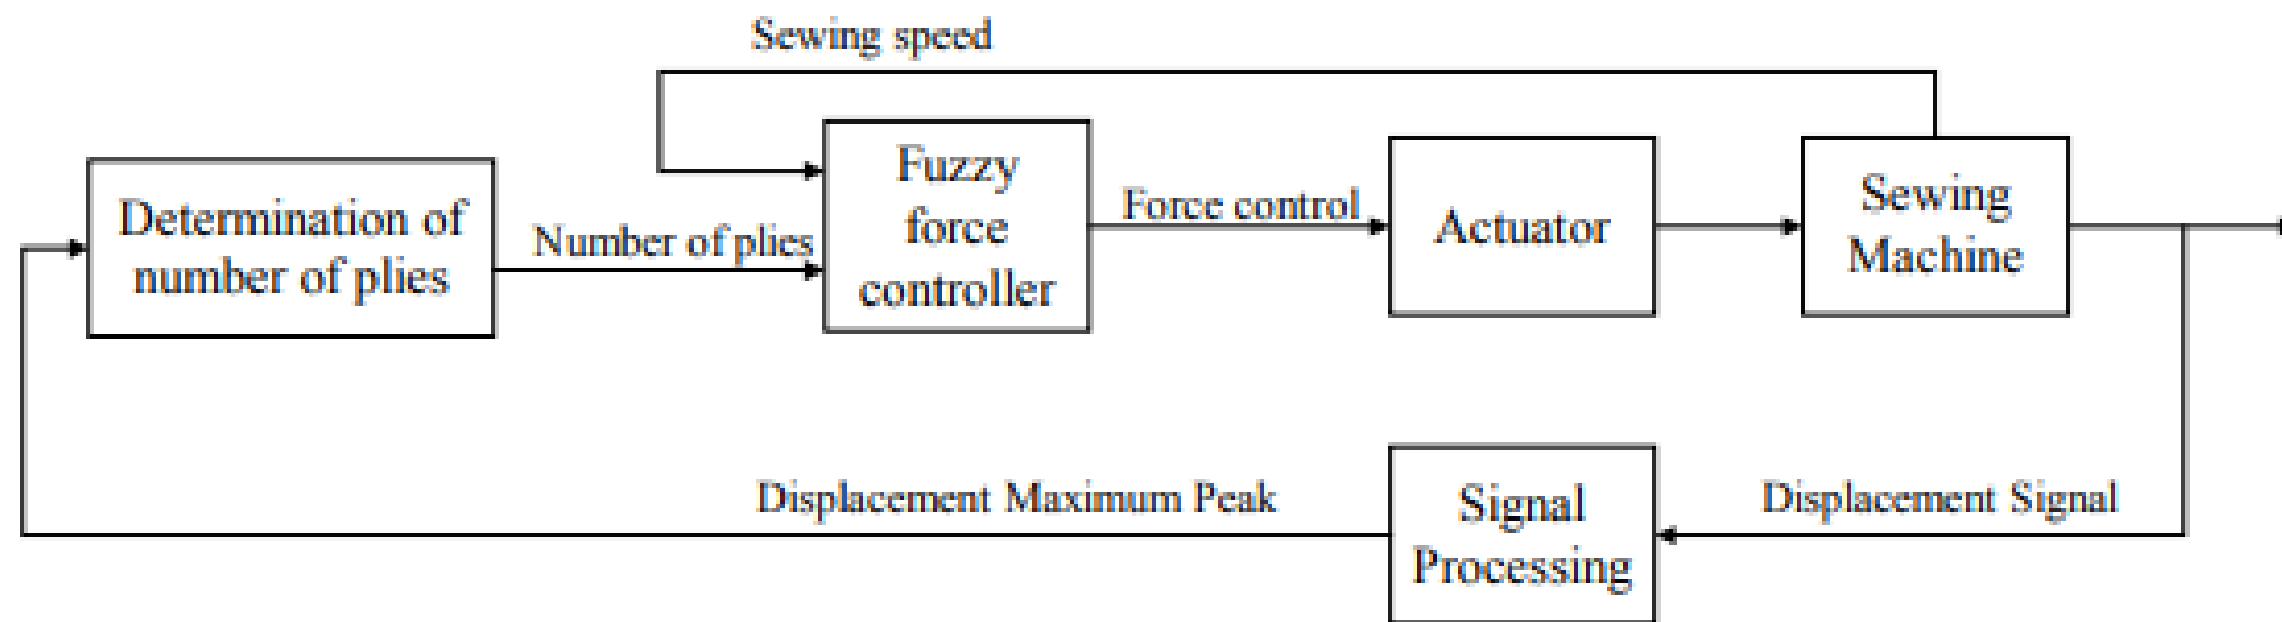 Sewing speed
Determination of
number of plies
Number of plies
Fuzzy
force
controller
Force control
Actuator
Sewing
Machine
Displacement Maximum Peak
Signal
Processing
Displacement Signal